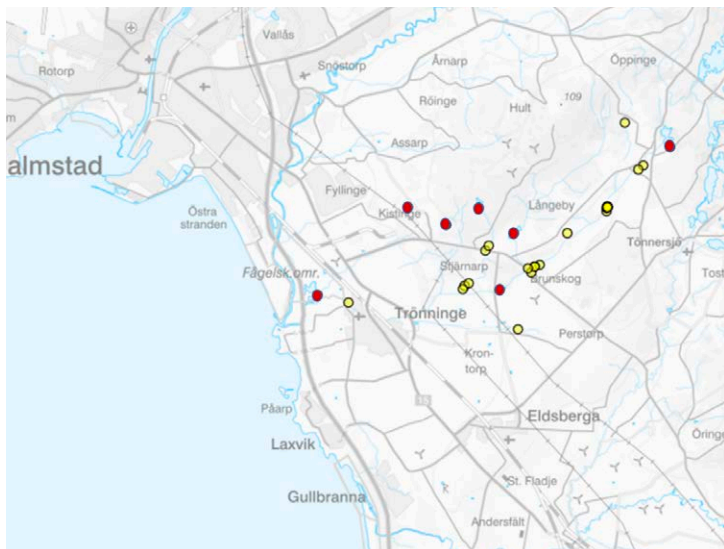 Vallås
Snöstorp
Öppinge
Rotorp
Årnarp
Röinge
Hult
109
m
Assarp
almstad
Fyllinge
Östra
stranden
Kistinge
Långeby
Tönnersjö
Fågelsk.omr.
Stjärnarp
Brunskog
Tost
Trönninge
Perstorp
Kron-
torp
15
Påarp
Eldsberga
Laxvik
Öringe
St. Fladje
Gullbranna
Andersfält